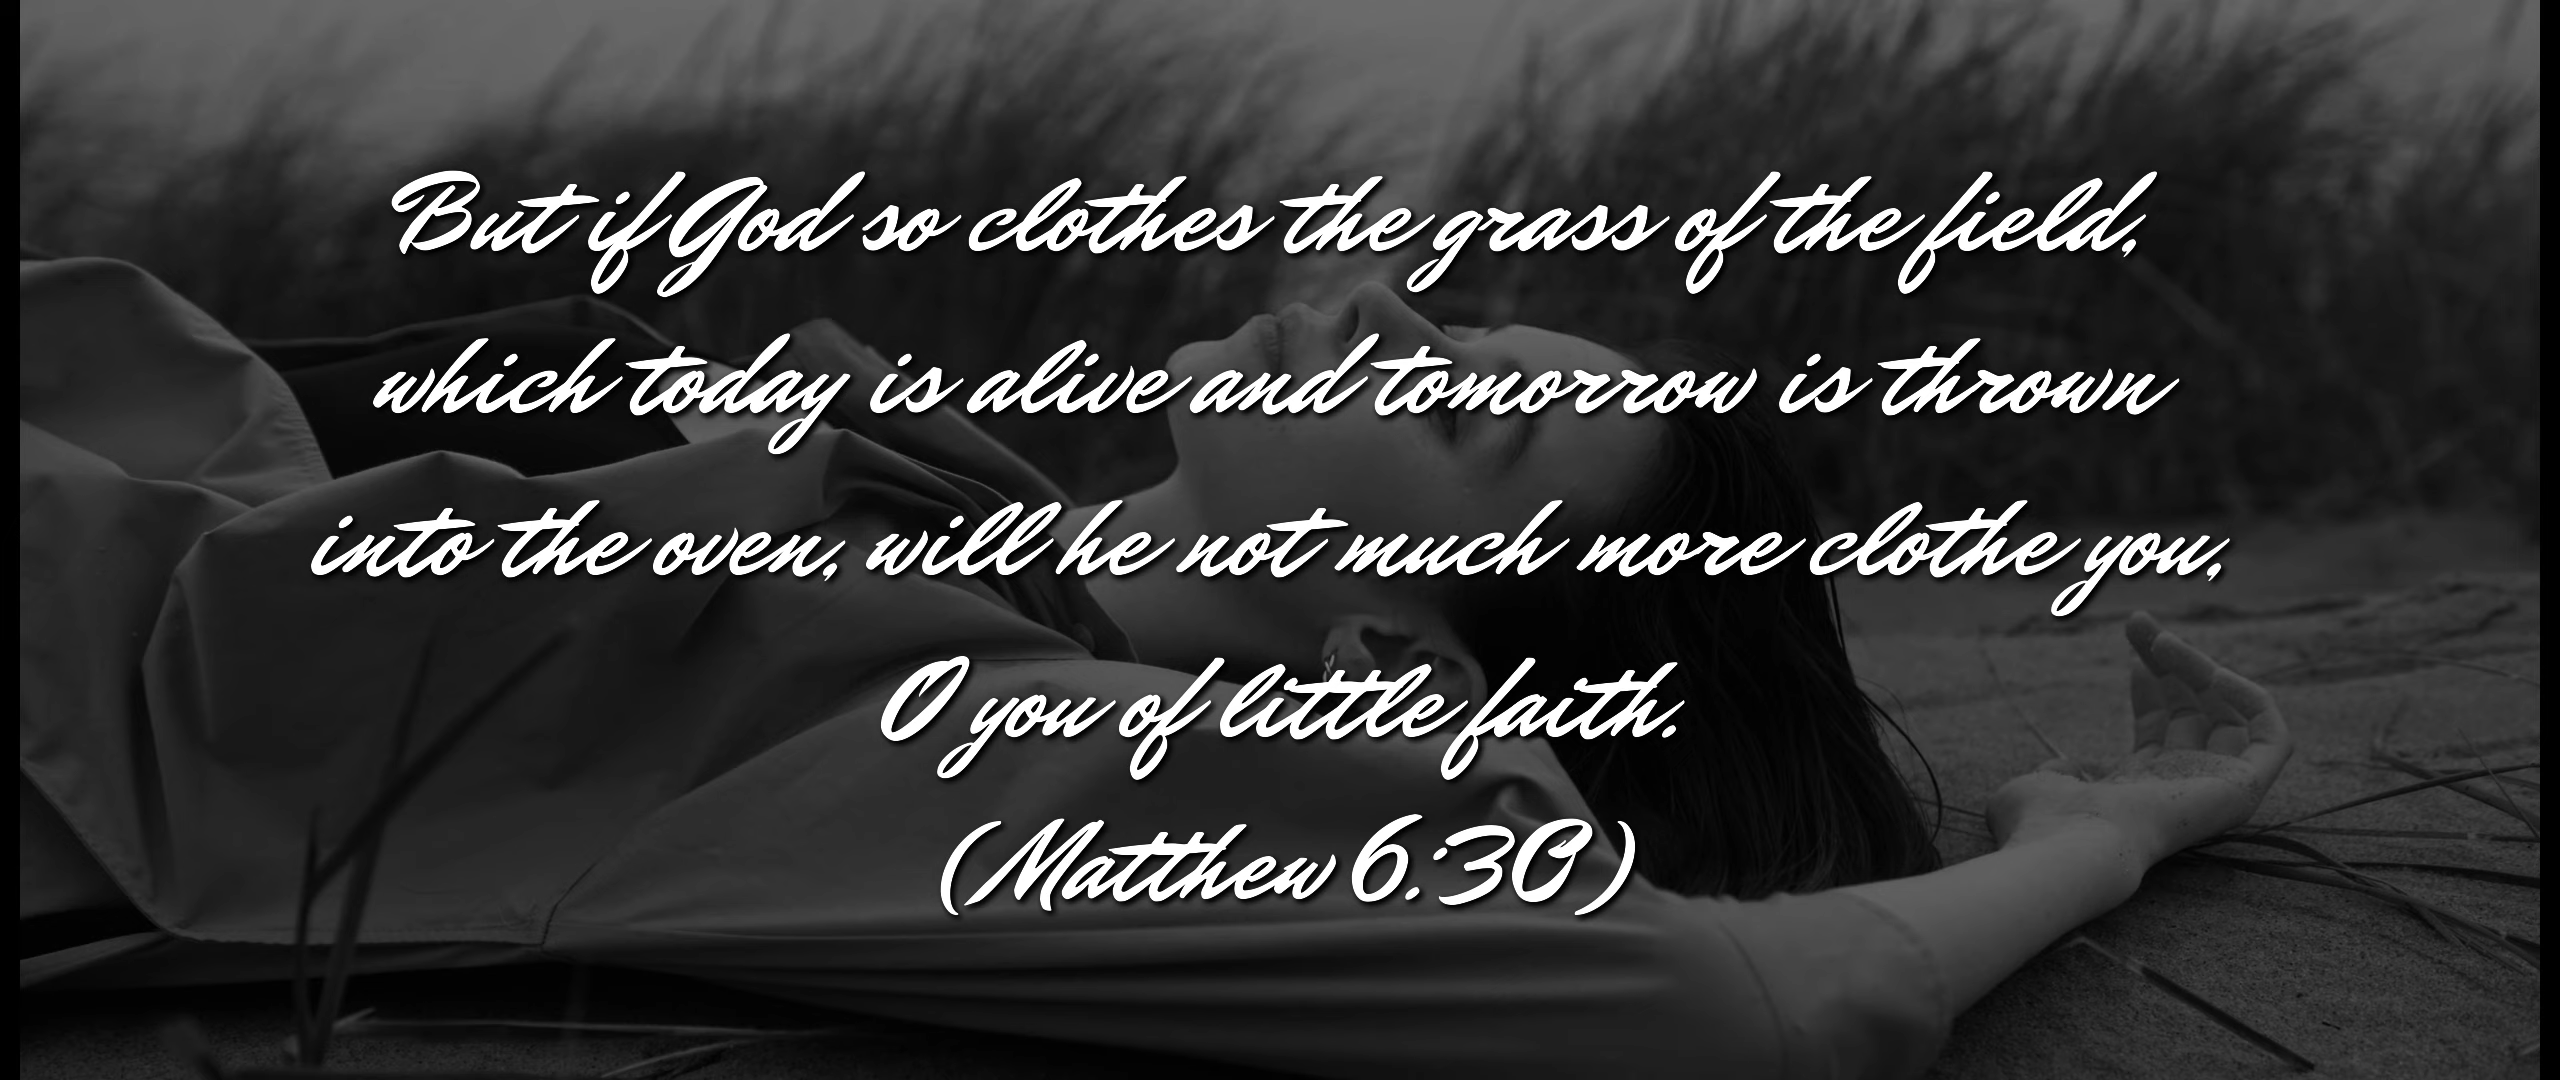 But if God so clothes the grass of the field,
which today is alive and tomorrow is thrown
into the oven, will he not much more clothe you,
O you of little faith.
(Matthew 6:30)